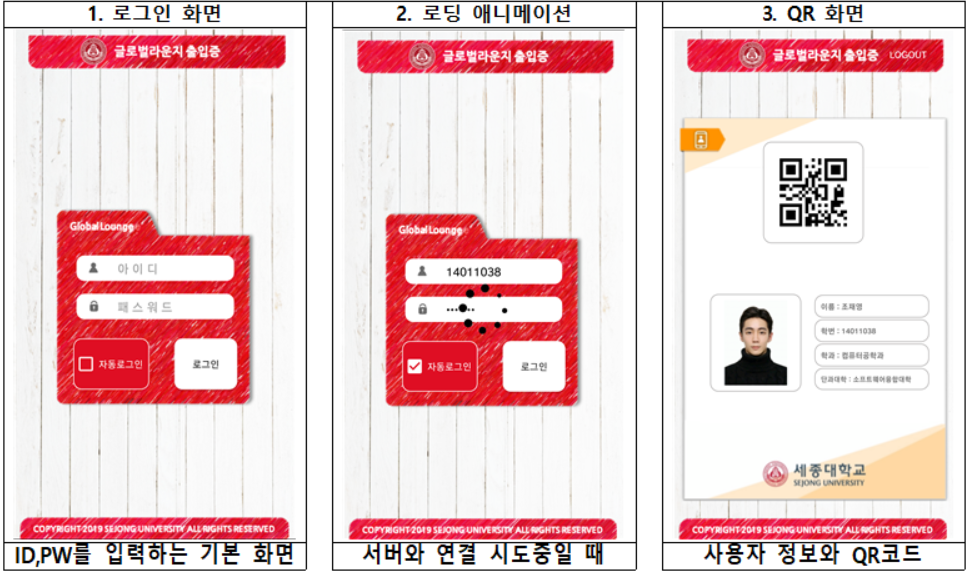 1. 로그인 화면
글로벌라운지 출입증
GlobalLounge
아이디
패스워드
자동로그인
로그인
COPYRIGHT 2019 SEJONG UNIVERSITY ALL RIGHTS RESERVED
ID,PW를 입력하는 기본 화면
2. 로딩 애니메이션
글로벌라운지 출입증
GlobalLounge
14011038
자동로그인
로그인
COPYRIGHT 2019 SEJONG UNIVERSITY ALL RIGHTS RESERVED
서버와 연결 시도중일 때
3. QR 화면
글로벌라운지 출입증 LOGOUT
이름 : 조재영
학번 : 14011038
학과 : 컴퓨터공학과
단과대학 : 소프트웨어융합대학
세종대학교
SEJONG UNIVERSITY
COPYRIGHT 2019 SEJONG UNIVERSITY ALL RIGHTS RESERVED
사용자 정보와 QR코드